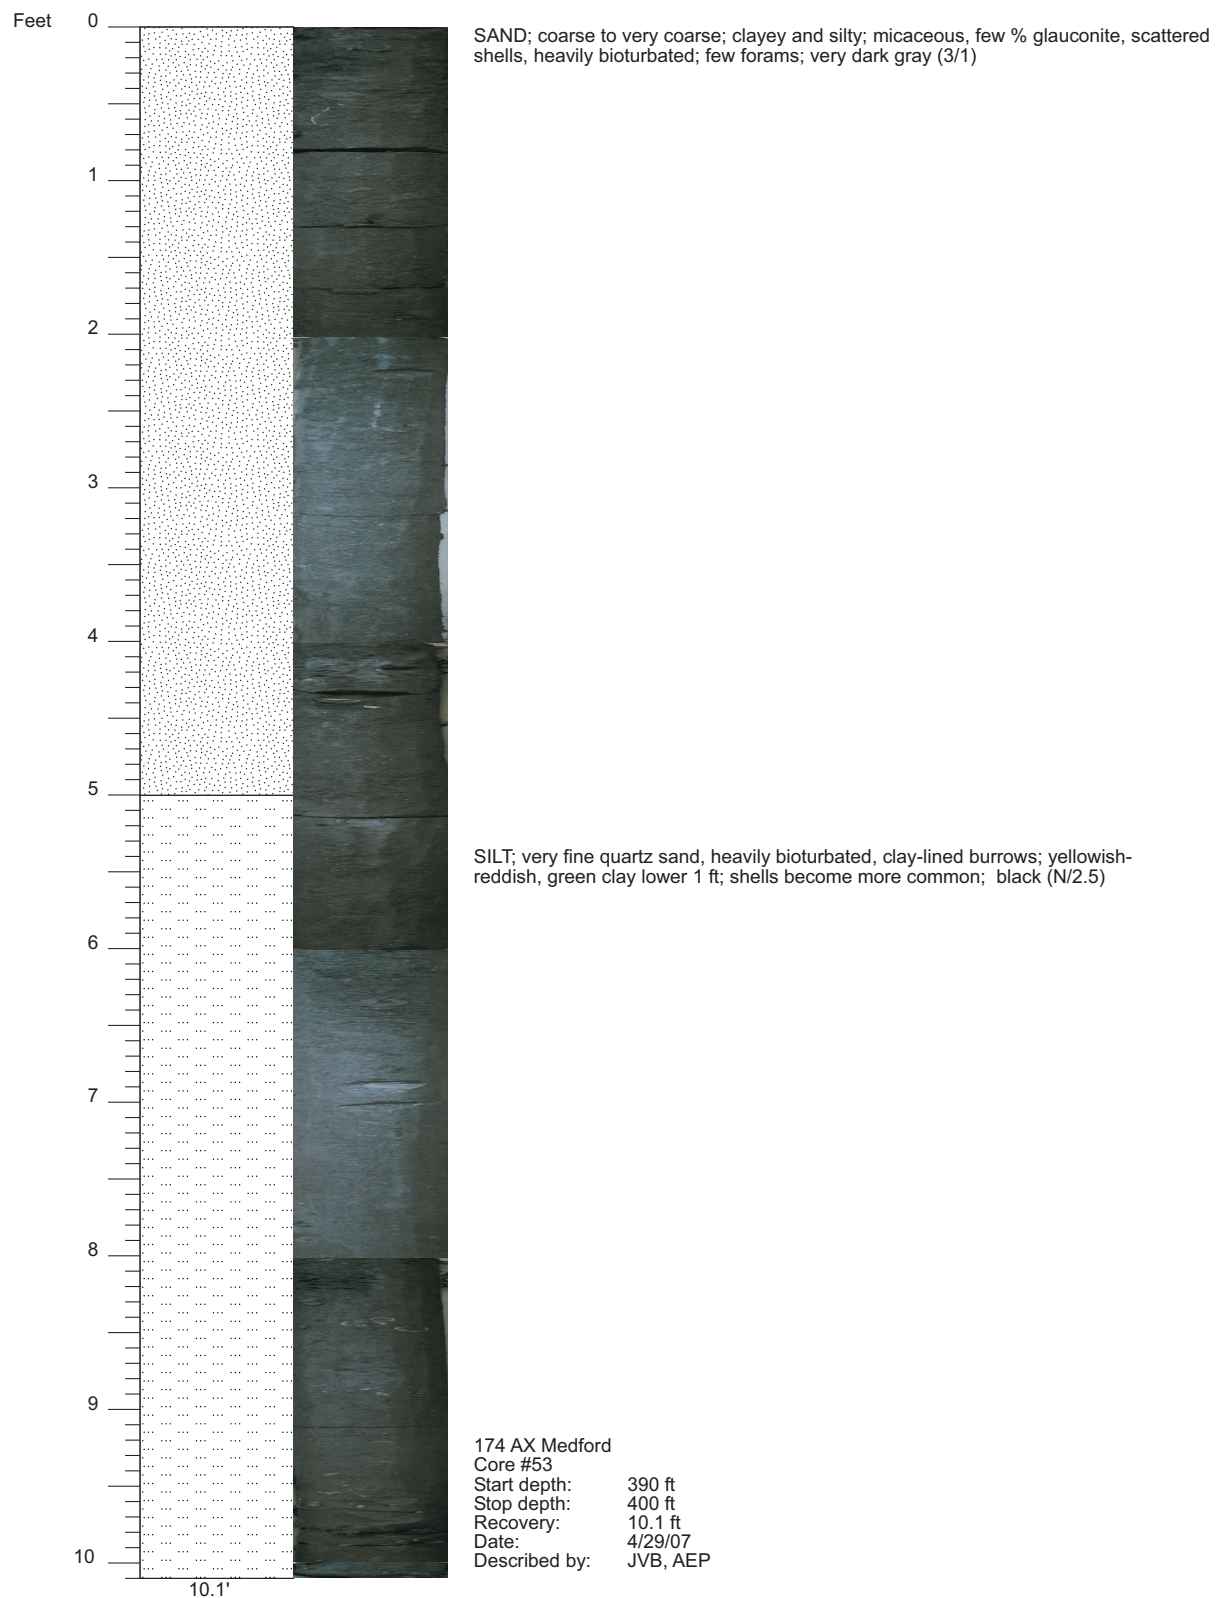 Feet
0
SAND; coarse to very coarse; clayey and silty; micaceous, few % glauconite, scattered
shells, heavily bioturbated; few forams; very dark gray (3/1)
1
2
3
4
5
SILT; very fine quartz sand, heavily bioturbated, clay-lined burrows; yellowish-
reddish, green clay lower 1 ft; shells become more common; black (N/2.5)
6
7
8
9
174 AX Medford
Core #53
Start depth: 390 ft
Stop depth: 400 ft
Recovery: 10.1 ft
Date: 4/29/07
Described by: JVB, AEP
10
10.1'